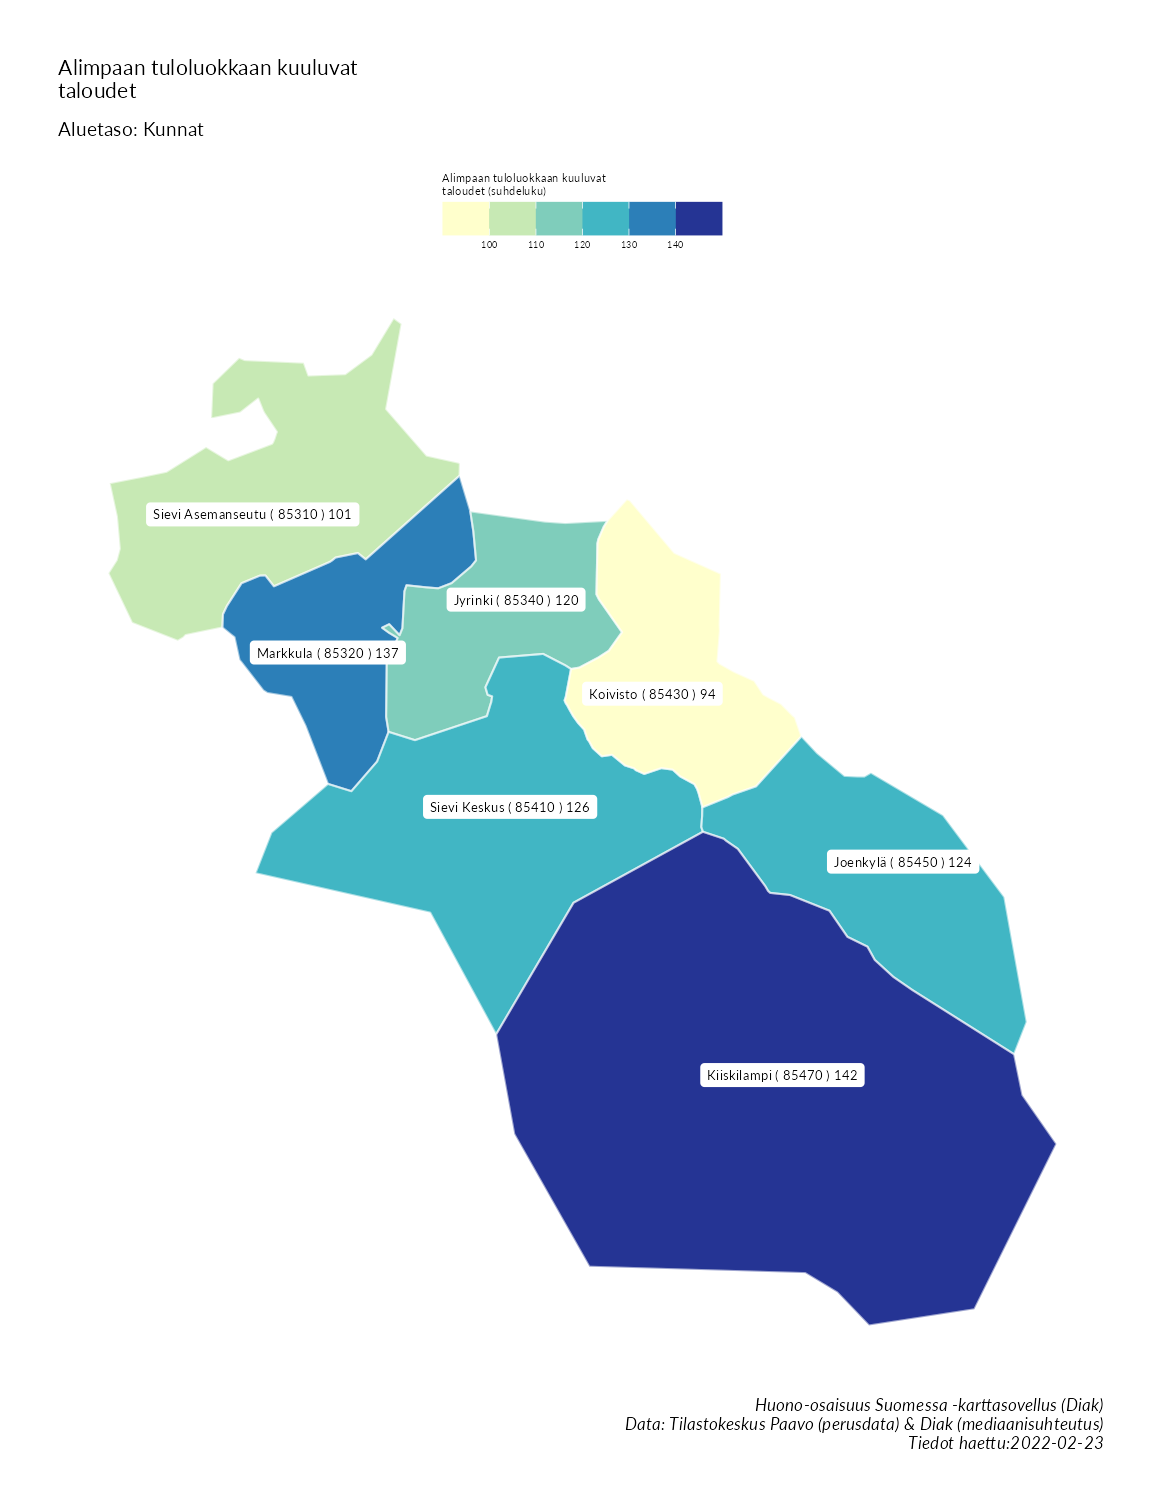 Alimpaan tuloluokkaan kuuluvat
taloudet
Aluetaso: Kunnat
Alimpaan tuloluokkaan kuuluvat
taloudet (suhdeluku)
100 110 120 130 140
Sievi Asemanseutu ( 85310 ) 101
Jyrinki ( 85340 ) 120
Markkula ( 85320 ) 137
Koivisto ( 85430 ) 94
Sievi Keskus ( 85410 ) 126
Joenkylä ( 85450 ) 124
Kiiskilampi ( 85470 ) 142
Huono-osaisuus Suomessa -karttasovellus (Diak)
Data: Tilastokeskus Paavo (perusdata) & Diak (mediaanisuhteutus)
Tiedot haettu:2022-02-23